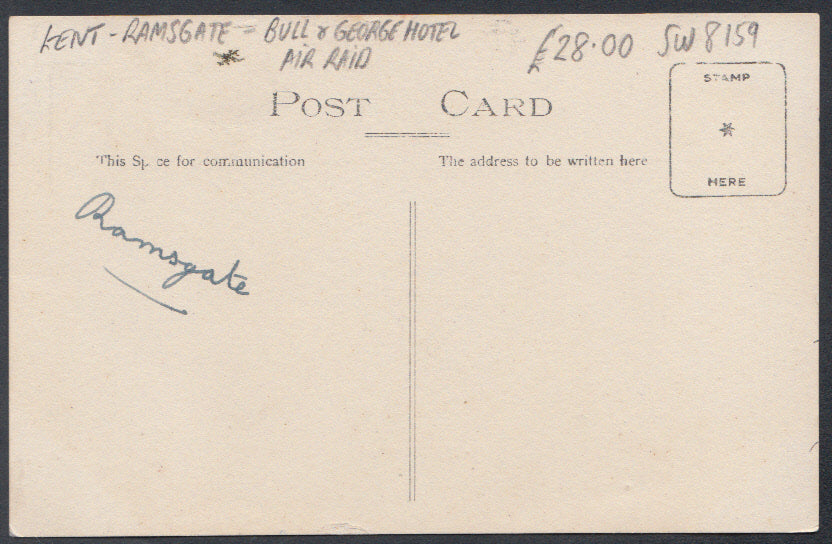 KENT - RAMSGATE = BULL & GEORGE HOTEL
AIR RAID
£28.00 SW8159
POST CARD
STAMP
HERE
This Sp ce for communication
The address to be written here
Ramsgate